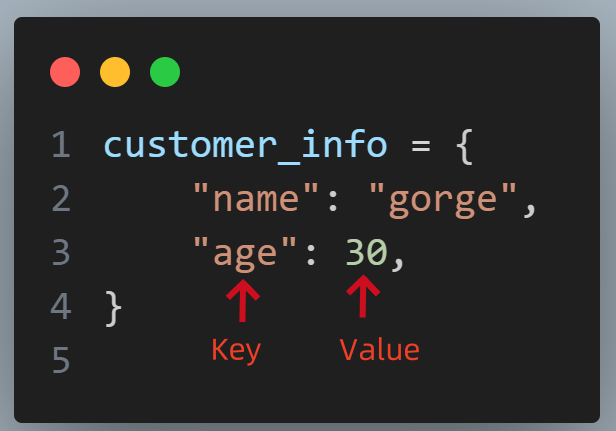 1 customer_info = {
2     "name": "gorge",
3     "age": 30,
4 }
Key Value
5